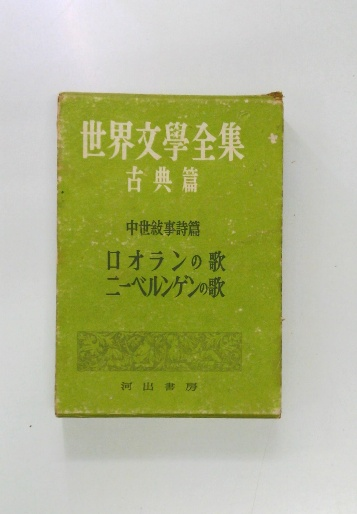 世界文學全集
古典篇
中世敍事詩篇
ロオランの歌
ニーベルンゲンの歌
河出書房